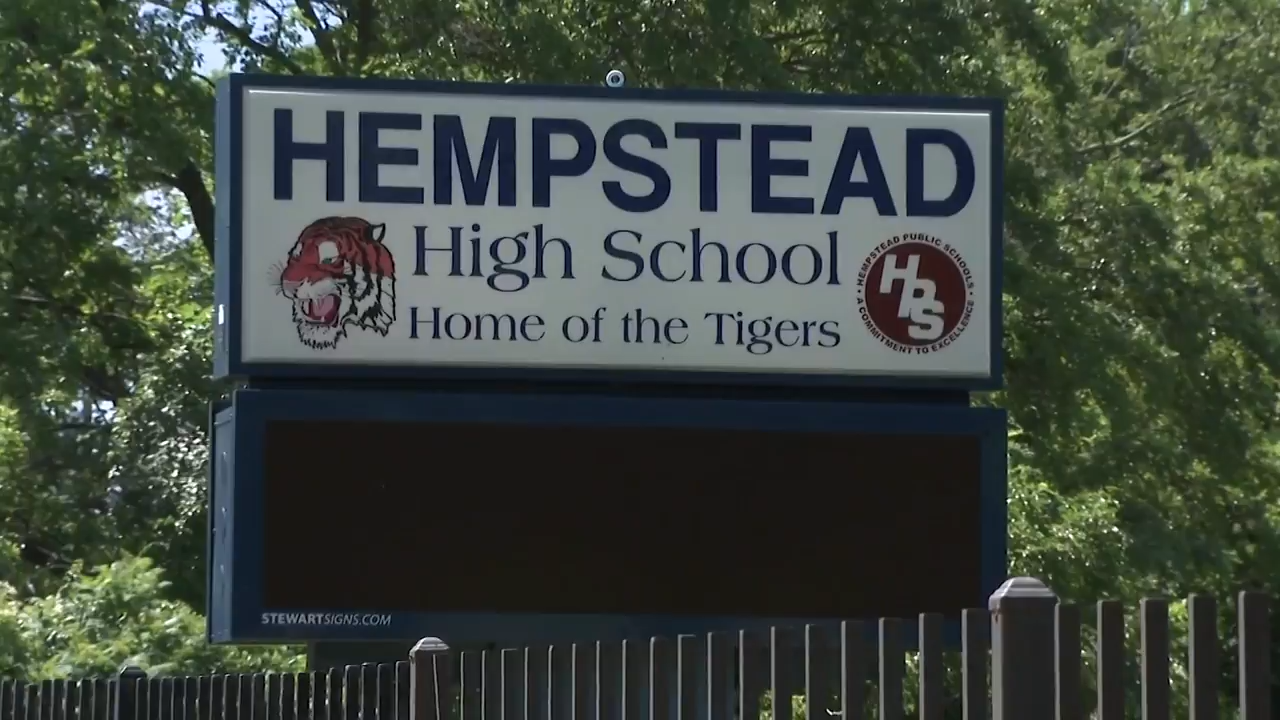 HEMPSTEAD
High School
Home of the Tigers
• HEMPSTEAD PUBLIC SCHOOLS •
HPS
A COMMITMENT TO EXCELLENCE
STEWARTSIGNS.COM